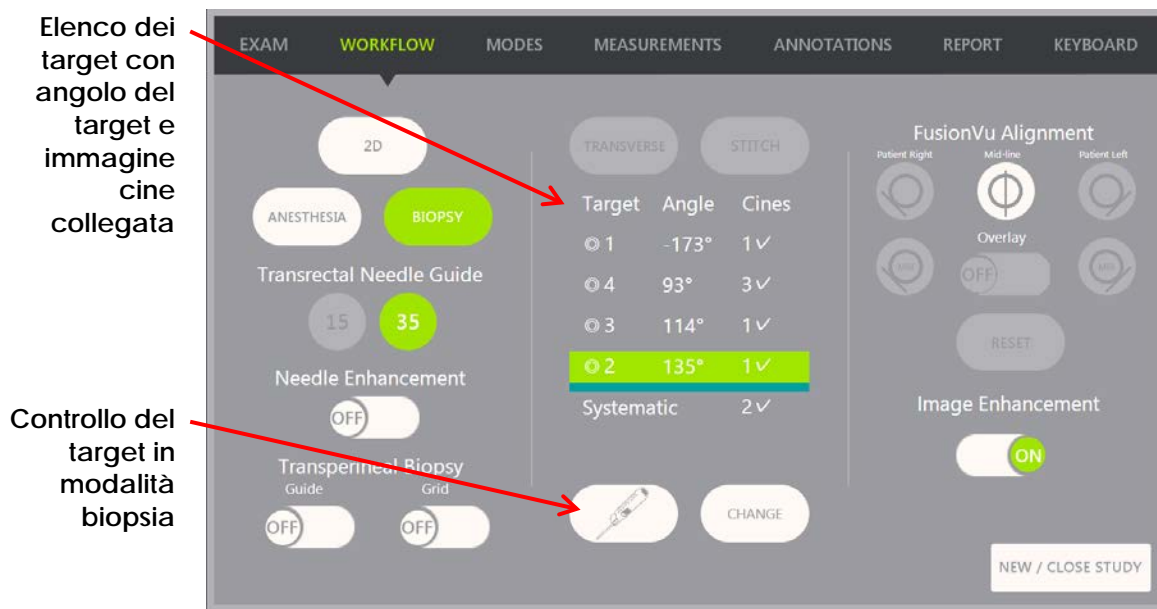 Elenco dei
target con
angolo del
target e
immagine
cine
collegata
Controllo del
target in
modalità
biopsia
EXAM WORKFLOW MODES MEASUREMENTS ANNOTATIONS REPORT KEYBOARD
2D
ANESTHESIA BIOPSY
Transrectal Needle Guide
15 35
Needle Enhancement
OFF
Transperineal Biopsy
Guide Grid
OFF OFF
TRANSVERSE STITCH
Target Angle Cines
◎ 1 -173° 1 ✓
◎ 4 93° 3 ✓
◎ 3 114° 1 ✓
◎ 2 135° 1 ✓
Systematic 2 ✓
CHANGE
FusionVu Alignment
Patient Right Mid-line Patient Left
Overlay
OFF
RESET
Image Enhancement
ON
NEW / CLOSE STUDY